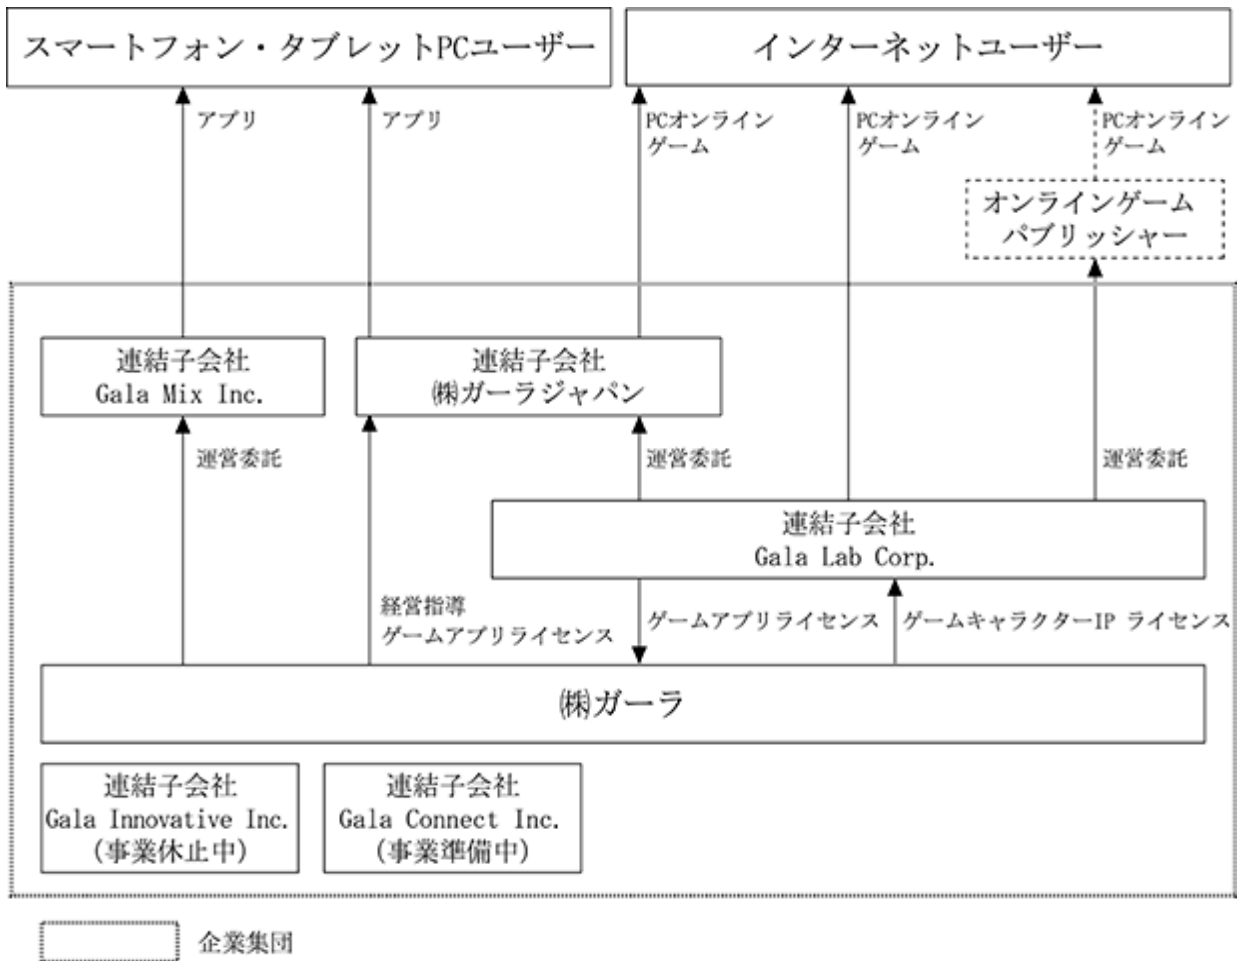 スマートフォン・タブレットPCユーザー
インターネットユーザー
アプリ
アプリ
PCオンライン
ゲーム
PCオンライン
ゲーム
PCオンライン
ゲーム
オンラインゲーム
パブリッシャー
連結子会社
Gala Mix Inc.
連結子会社
㈱ガーラジャパン
運営委託
運営委託
運営委託
連結子会社
Gala Lab Corp.
経営指導
ゲームアプリライセンス
ゲームアプリライセンス
ゲームキャラクターIP ライセンス
㈱ガーラ
連結子会社
Gala Innovative Inc.
(事業休止中)
連結子会社
Gala Connect Inc.
(事業準備中)
企業集団